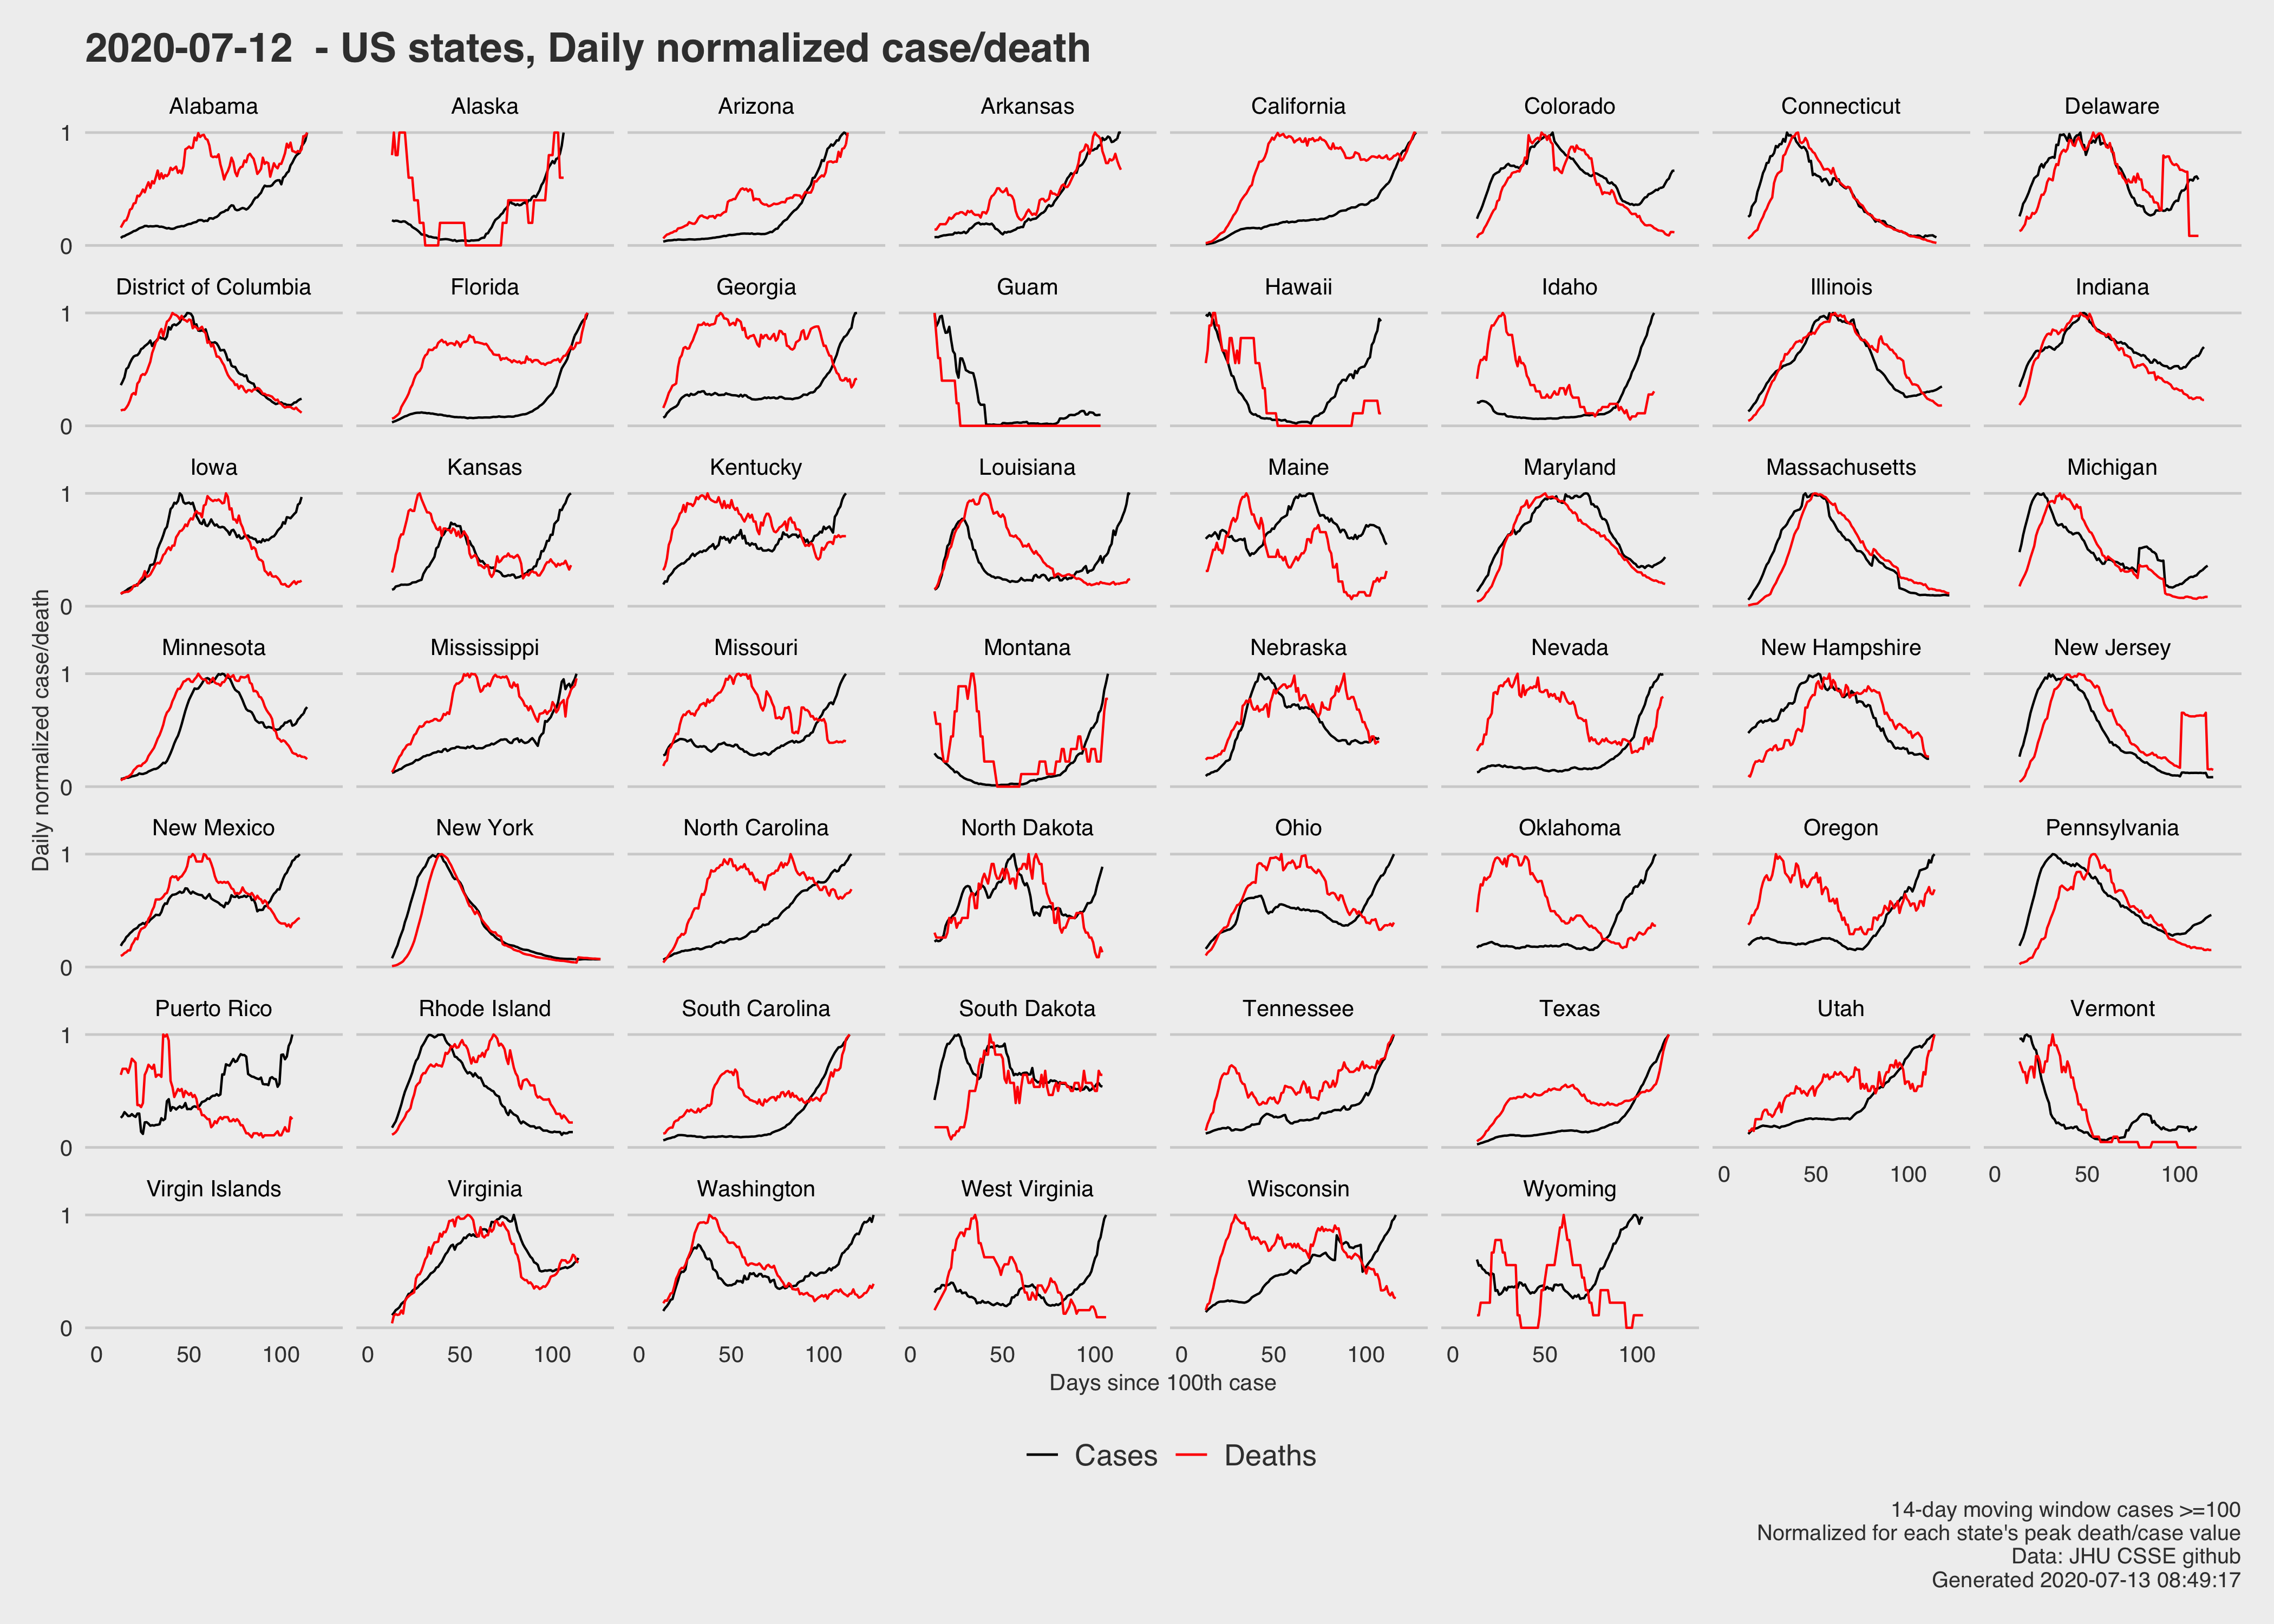 2020-07-12  - US states, Daily normalized case/death
Alabama Alaska Arizona Arkansas California Colorado Connecticut Delaware
1
0
District of Columbia Florida Georgia Guam Hawaii Idaho Illinois Indiana
1
0
Iowa Kansas Kentucky Louisiana Maine Maryland Massachusetts Michigan
1
0
Daily normalized case/death
Minnesota Mississippi Missouri Montana Nebraska Nevada New Hampshire New Jersey
1
0
New Mexico New York North Carolina North Dakota Ohio Oklahoma Oregon Pennsylvania
1
0
Puerto Rico Rhode Island South Carolina South Dakota Tennessee Texas Utah Vermont
1
0
0 50 100 0 50 100
Virgin Islands Virginia Washington West Virginia Wisconsin Wyoming
1
0
0 50 100 0 50 100 0 50 100 0 50 100 0 50 100 0 50 100
Days since 100th case
Cases Deaths
14-day moving window cases >=100
Normalized for each state's peak death/case value
Data: JHU CSSE github
Generated 2020-07-13 08:49:17